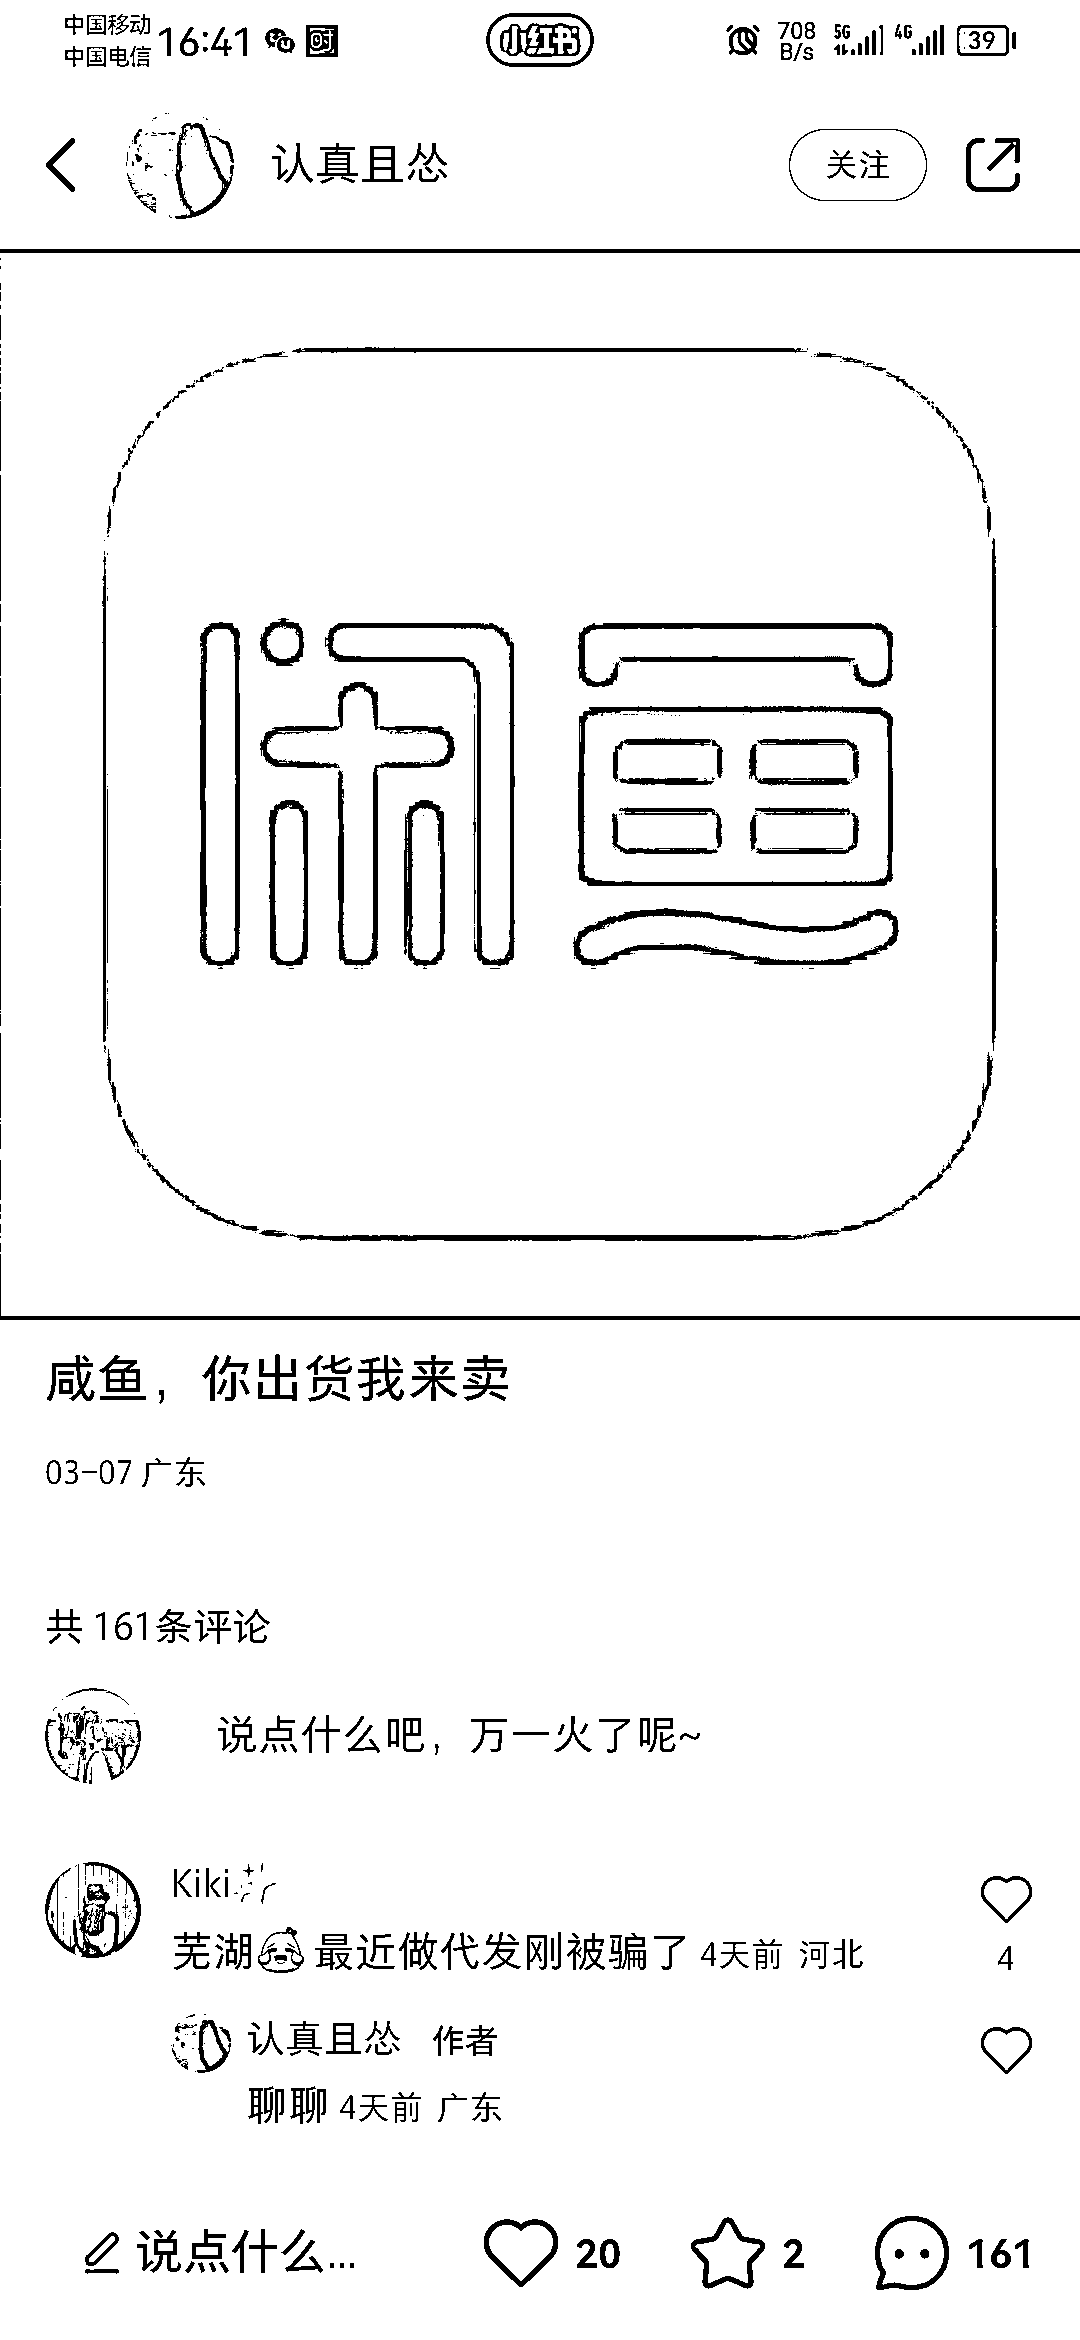 中国移动
中国电信
16:41
小红书
708
B/s
5G
4G
39
认真且怂
关注
闲鱼
咸鱼，你出货我来卖
03-07 广东
共 161条评论
说点什么吧，万一火了呢~
Kiki
芜湖 最近做代发刚被骗了 4天前 河北
4
认真且怂 作者
聊聊 4天前 广东
说点什么...
20
2
161